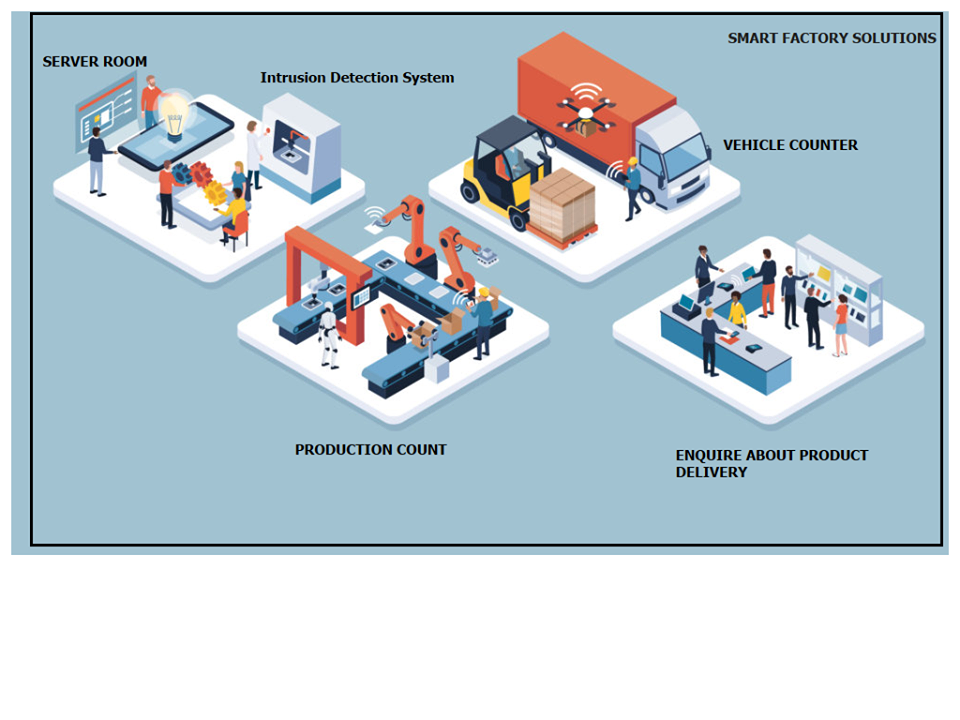 SMART FACTORY SOLUTIONS
SERVER ROOM
Intrusion Detection System
VEHICLE COUNTER
PRODUCTION COUNT
ENQUIRE ABOUT PRODUCT
DELIVERY